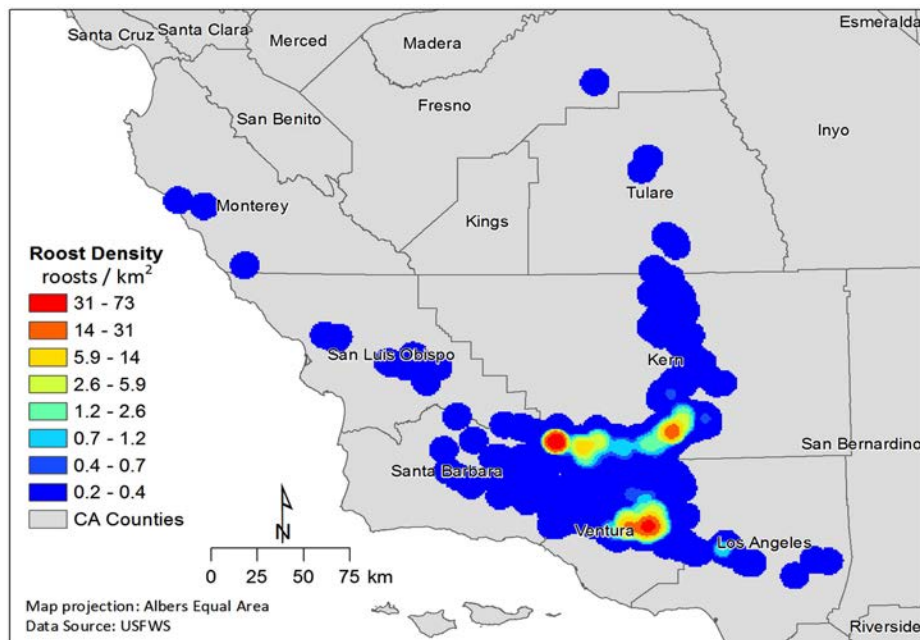 Santa Cruz
Santa Clara
Merced
Madera
Esmeralda
Fresno
San Benito
Inyo
Tulare
Monterey
Kings
Roost Density
roosts / km²
31 - 73
14 - 31
5.9 - 14
2.6 - 5.9
1.2 - 2.6
0.7 - 1.2
0.4 - 0.7
0.2 - 0.4
CA Counties
San Luis Obispo
Kern
San Bernardino
Santa Barbara
Ventura
Los Angeles
N
0 25 50 75 km
Map projection: Albers Equal Area
Data Source: USFWS
Riverside